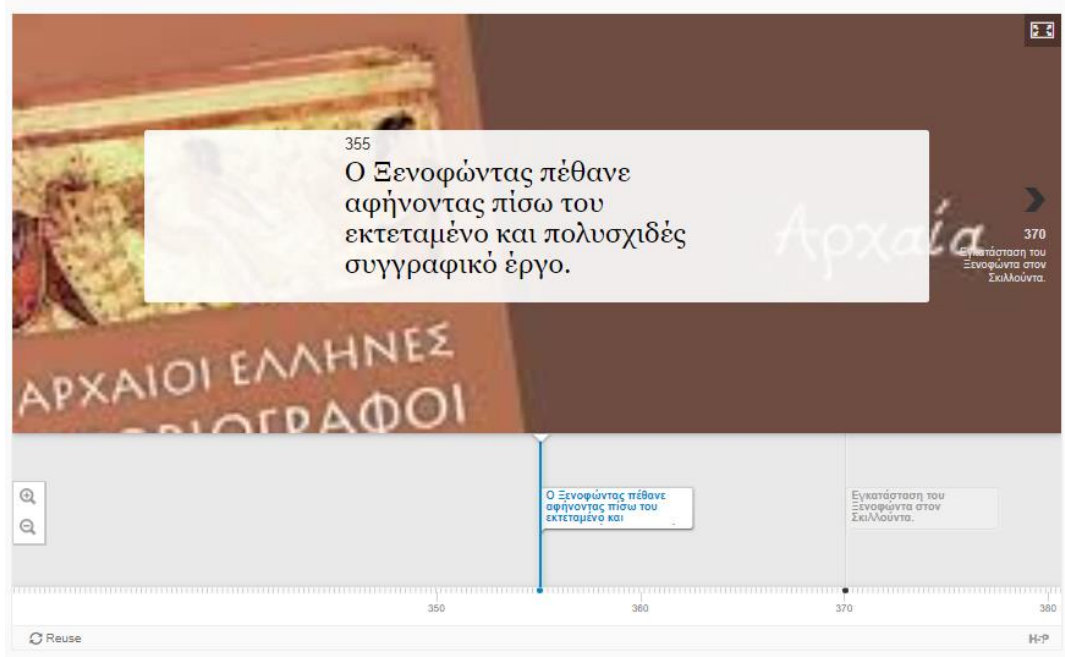 355
Ο Ξενοφώντας πέθανε
αφήνοντας πίσω του
εκτεταμένο και πολυσχιδές
συγγραφικό έργο.
Αρχαία
370
Εγκατάσταση του
Ξενοφώντα στον
Σκιλλούντα.
ΑΡΧΑΙΟΙ ΕΛΛΗΝΕΣ
Ο Ξενοφώντας πέθανε
αφήνοντας πίσω του
εκτεταμένο και
Εγκατάσταση του
Ξενοφώντα στον
Σκιλλούντα.
350 360 370 380
Reuse
H5P